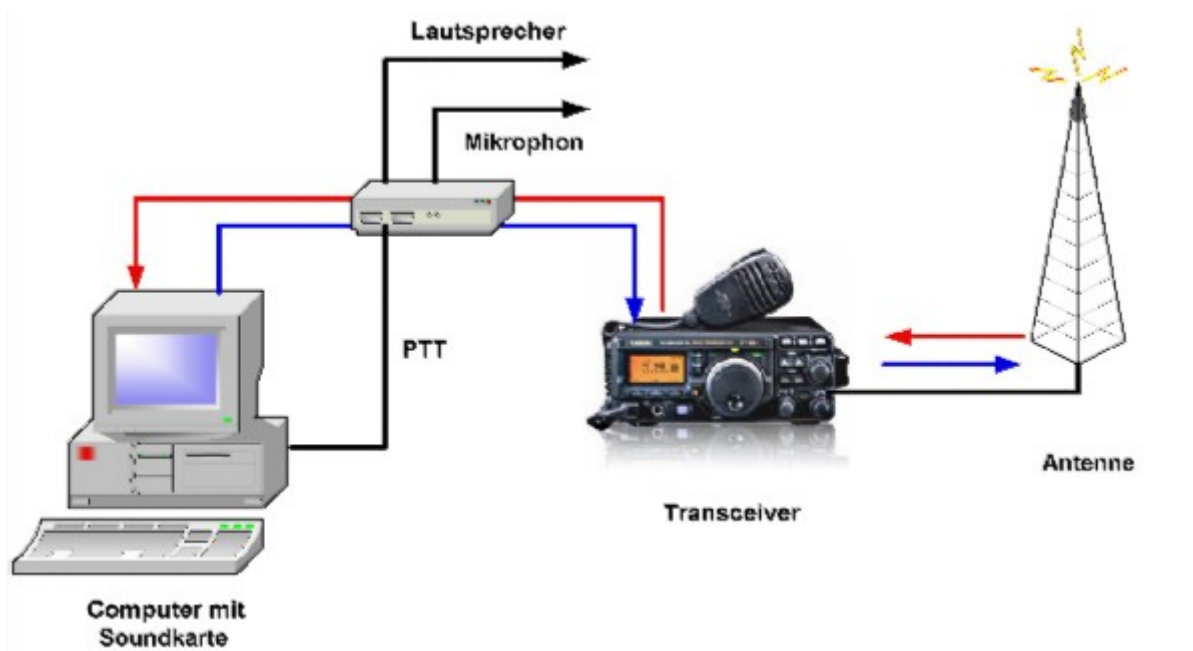 Lautsprecher
Mikrophon
PTT
Antenne
Transceiver
Computer mit
Soundkarte